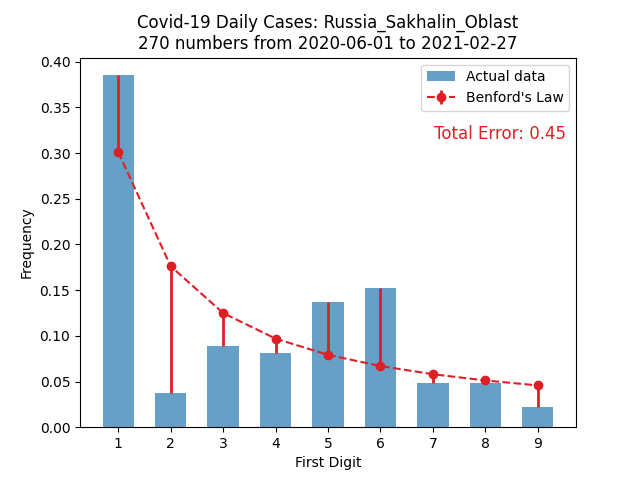 Covid-19 Daily Cases: Russia_Sakhalin_Oblast
270 numbers from 2020-06-01 to 2021-02-27
Actual data
Benford's Law
Total Error: 0.45
Frequency
0.40
0.35
0.30
0.25
0.20
0.15
0.10
0.05
0.00
1 2 3 4 5 6 7 8 9
First Digit